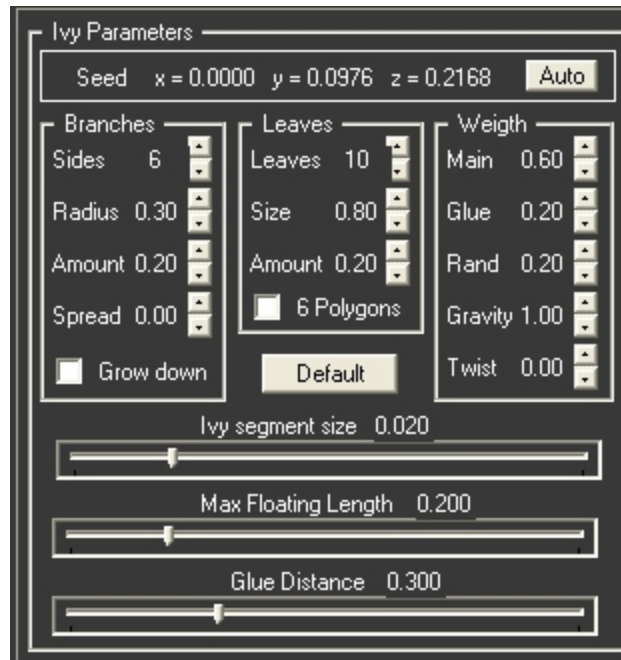 Ivy Parameters
Seed x = 0.0000 y = 0.0976 z = 0.2168 Auto
Branches
Sides 6
Radius 0.30
Amount 0.20
Spread 0.00
Grow down
Leaves
Leaves 10
Size 0.80
Amount 0.20
6 Polygons
Default
Weigth
Main 0.60
Glue 0.20
Rand 0.20
Gravity 1.00
Twist 0.00
Ivy segment size 0.020
Max Floating Length 0.200
Glue Distance 0.300